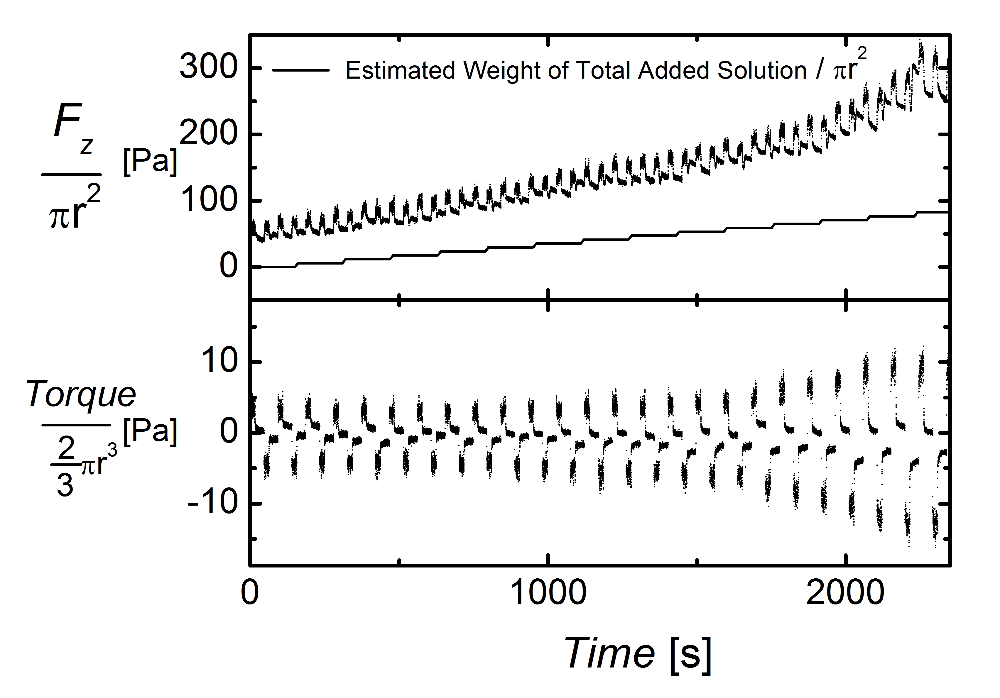 300
Estimated Weight of Total Added Solution / πr²
F_z
[Pa]
πr²
200
100
0
10
Torque
[Pa]
2
3
πr³
0
-10
0 1000 2000
Time [s]